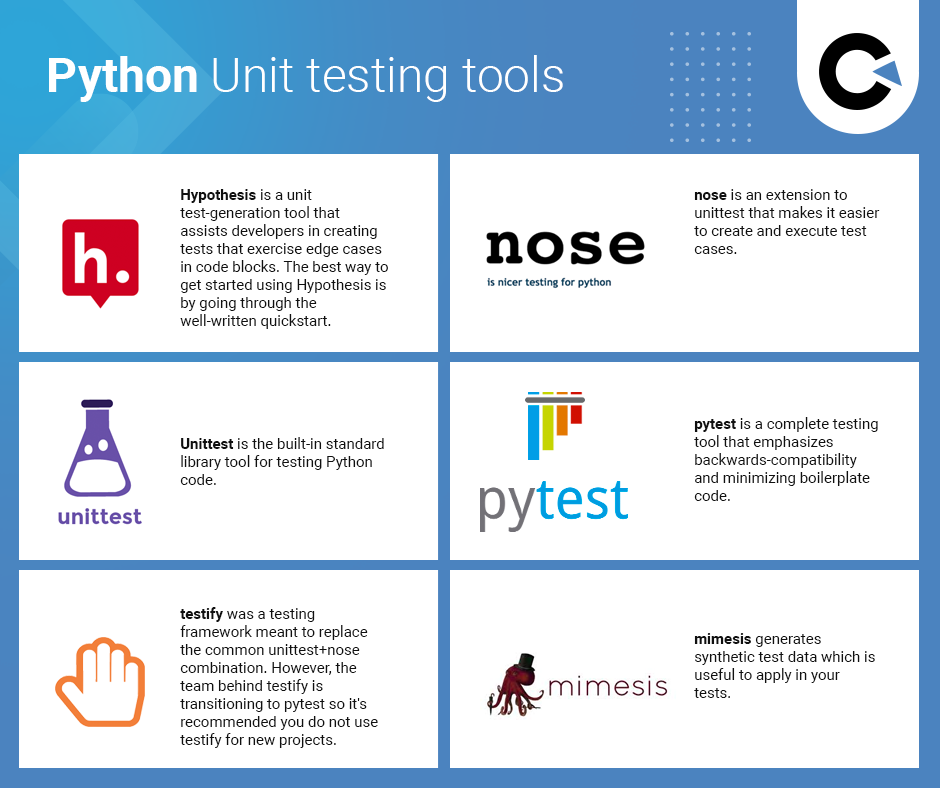 Python Unit testing tools
h.
Hypothesis is a unit
test-generation tool that
assists developers in creating
tests that exercise edge cases
in code blocks. The best way to
get started using Hypothesis is
by going through the
well-written quickstart.
nose
is nicer testing for python
nose is an extension to
unittest that makes it easier
to create and execute test
cases.
unittest
Unittest is the built-in standard
library tool for testing Python
code.
pytest
pytest is a complete testing
tool that emphasizes
backwards-compatibility
and minimizing boilerplate
code.
testify was a testing
framework meant to replace
the common unittest+nose
combination. However, the
team behind testify is
transitioning to pytest so it's
recommended you do not use
testify for new projects.
mimesis
mimesis generates
synthetic test data which is
useful to apply in your
tests.